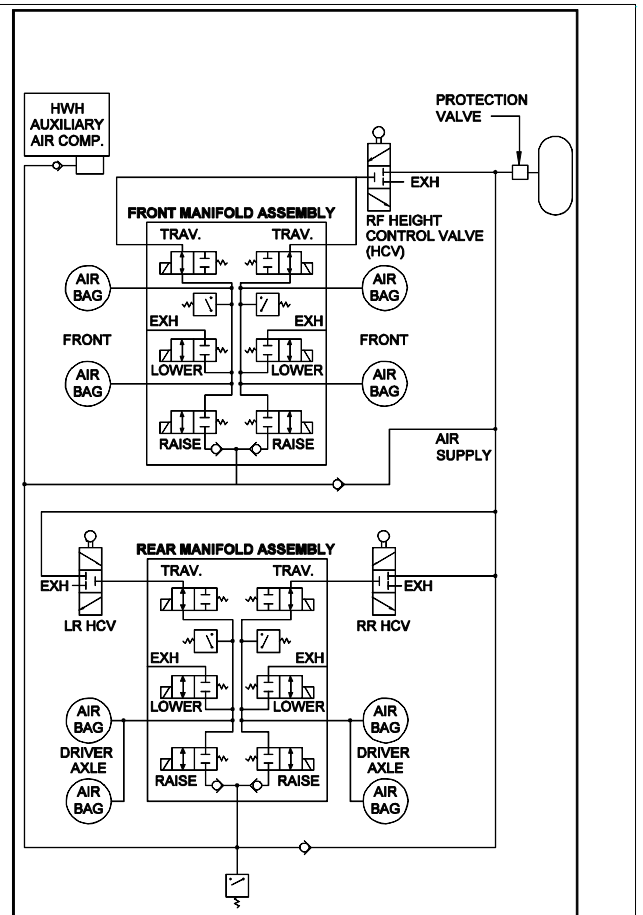 HWH
AUXILIARY
AIR COMP.
PROTECTION
VALVE
EXH
RF HEIGHT
CONTROL VALVE
(HCV)
FRONT MANIFOLD ASSEMBLY
TRAV.
TRAV.
AIR
BAG
AIR
BAG
EXH
EXH
FRONT
FRONT
LOWER
LOWER
AIR
BAG
AIR
BAG
RAISE
RAISE
AIR
SUPPLY
REAR MANIFOLD ASSEMBLY
TRAV.
TRAV.
EXH
EXH
LR HCV
RR HCV
EXH
EXH
LOWER
LOWER
AIR
BAG
AIR
BAG
DRIVER
AXLE
DRIVER
AXLE
RAISE
RAISE
AIR
BAG
AIR
BAG